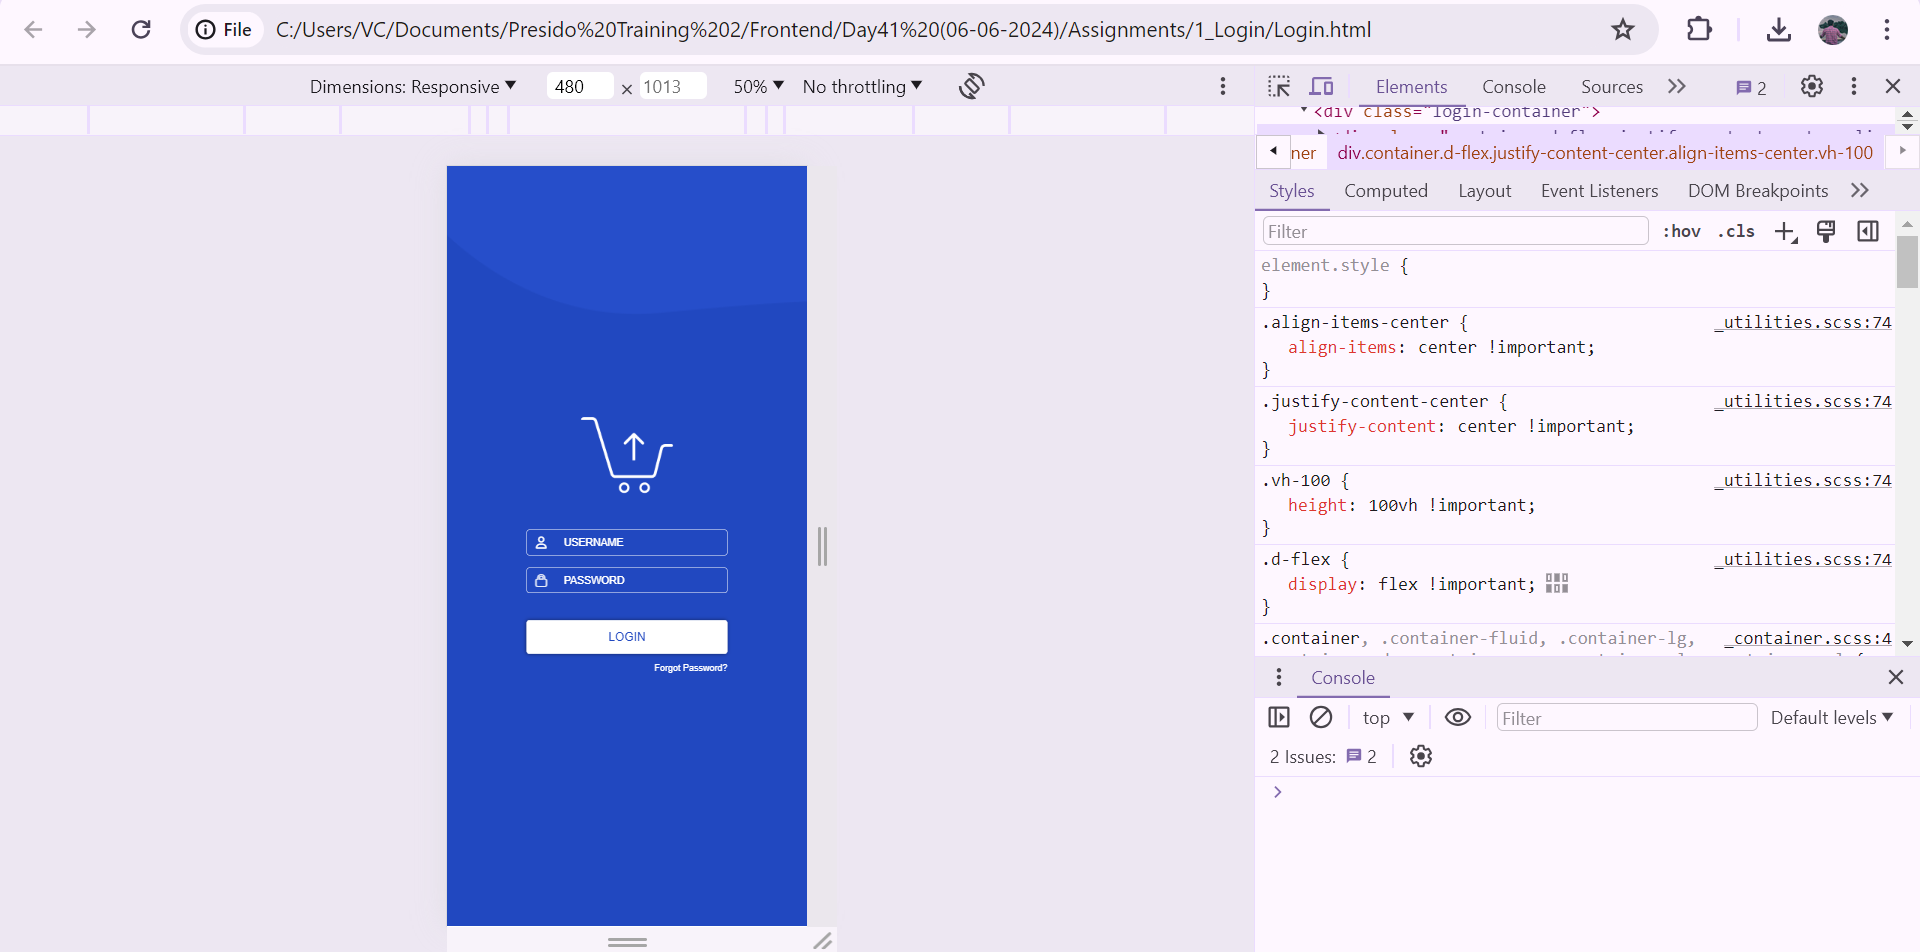 File C:/Users/VC/Documents/Presido%20Training%202/Frontend/Day41%20(06-06-2024)/Assignments/1_Login/Login.html
Dimensions: Responsive 480 × 1013 50% No throttling
Elements Console Sources 2
<div class="login-container">
ner div.container.d-flex.justify-content-center.align-items-center.vh-100
Styles Computed Layout Event Listeners DOM Breakpoints
Filter :hov .cls
element.style {
}
.align-items-center { _utilities.scss:74
align-items: center !important;
}
.justify-content-center { _utilities.scss:74
justify-content: center !important;
}
.vh-100 { _utilities.scss:74
height: 100vh !important;
}
.d-flex { _utilities.scss:74
display: flex !important;
}
.container, .container-fluid, .container-lg, _container.scss:4
USERNAME
PASSWORD
LOGIN
Forgot Password?
Console
top Filter Default levels
2 Issues: 2